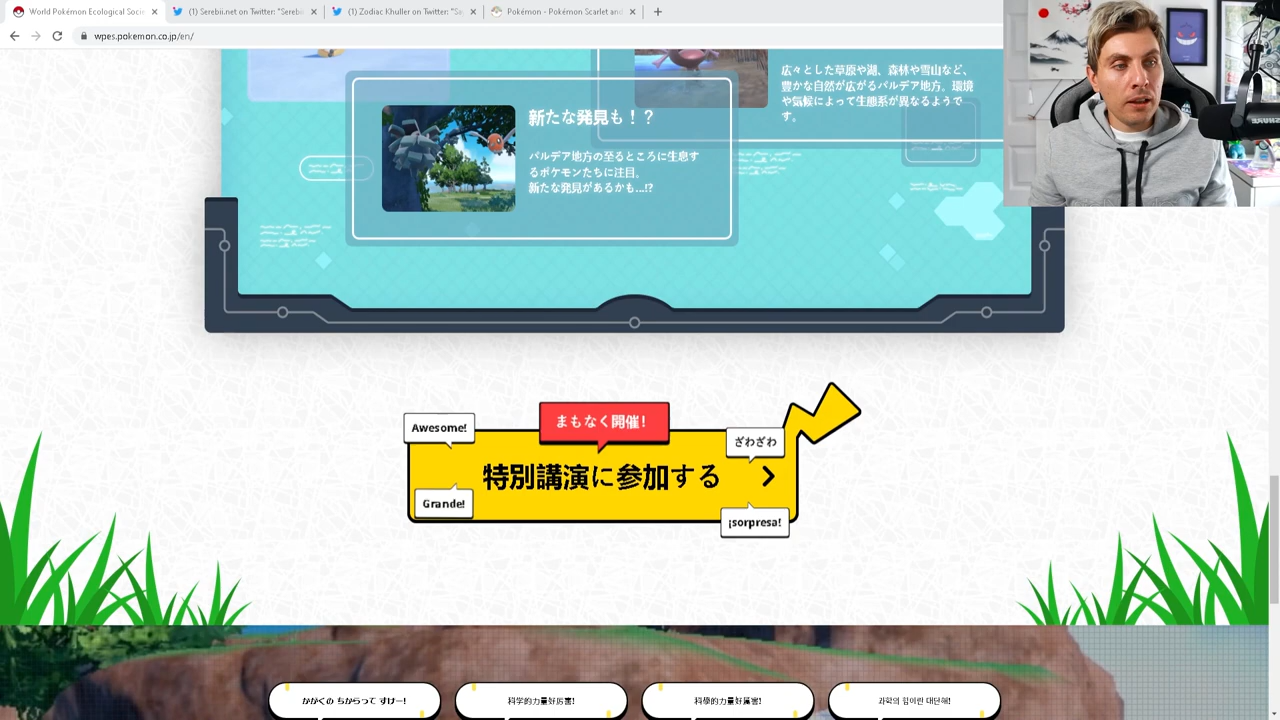 World Pokémon Ecological Socie
(1) Serebii.net on Twitter: "Serebi
(1) Zodiac Khuller on Twitter: "Se
Pokémon - Pokémon Scarlet and
wpes.pokemon.co.jp/en/
広々とした草原や湖、森林や雪山など、
豊かな自然が広がるパルデア地方、環境
や気候によって生態系が異なるようで
す。
新たな発見も!?
パルデア地方の至るところに生息す
るポケモンたちに注目。
新たな発見があるかも...!?
Awesome!
まもなく開催!
ざわざわ
特別講演に参加する
Grande!
¡sorpresa!
かがくの ちからって すげー!
科学的力量好厉害!
科學的力量好厲害!
과학의 힘이란 대단해!